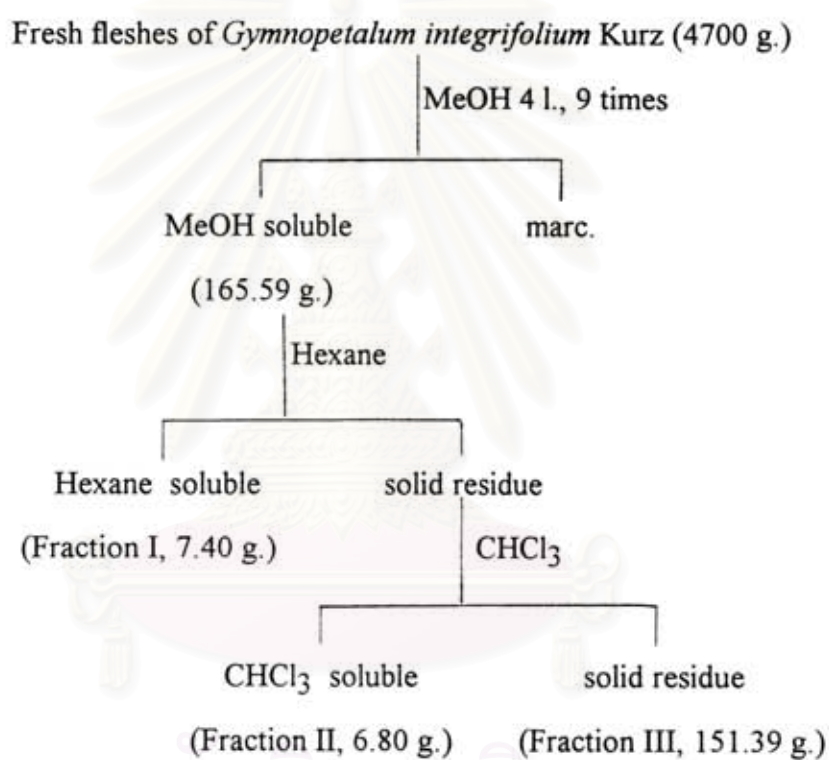 Fresh fleshes of Gymnopetalum integrifolium Kurz (4700 g.)
MeOH 4 l., 9 times
MeOH soluble marc.
(165.59 g.)
Hexane
Hexane soluble solid residue
(Fraction I, 7.40 g.) CHCl3
CHCl3 soluble solid residue
(Fraction II, 6.80 g.) (Fraction III, 151.39 g.)